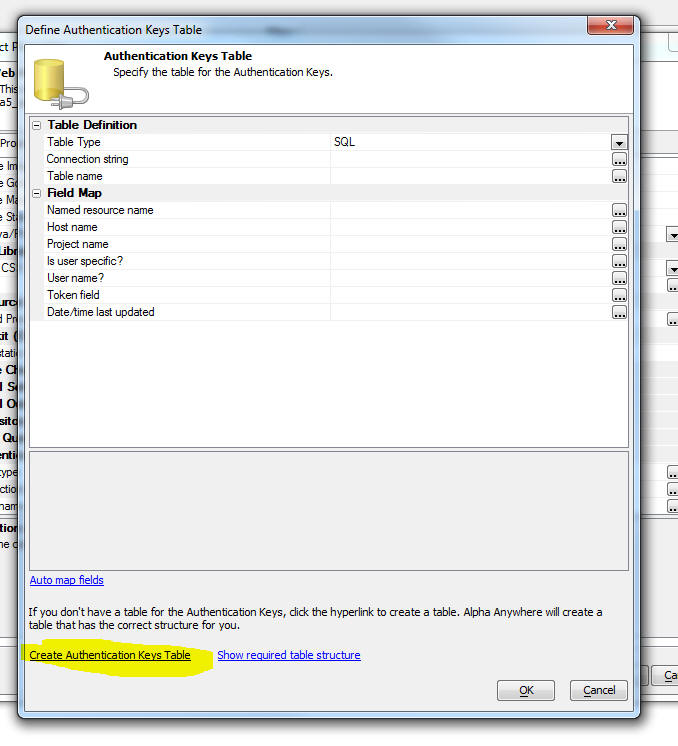 Define Authentication Keys Table
Authentication Keys Table
Specify the table for the Authentication Keys.
Table Definition
Table Type SQL
Connection string
Table name
Field Map
Named resource name
Host name
Project name
Is user specific?
User name?
Token field
Date/time last updated
Auto map fields
If you don't have a table for the Authentication Keys, click the hyperlink to create a table. Alpha Anywhere will create a
table that has the correct structure for you.
Create Authentication Keys Table Show required table structure
OK Cancel